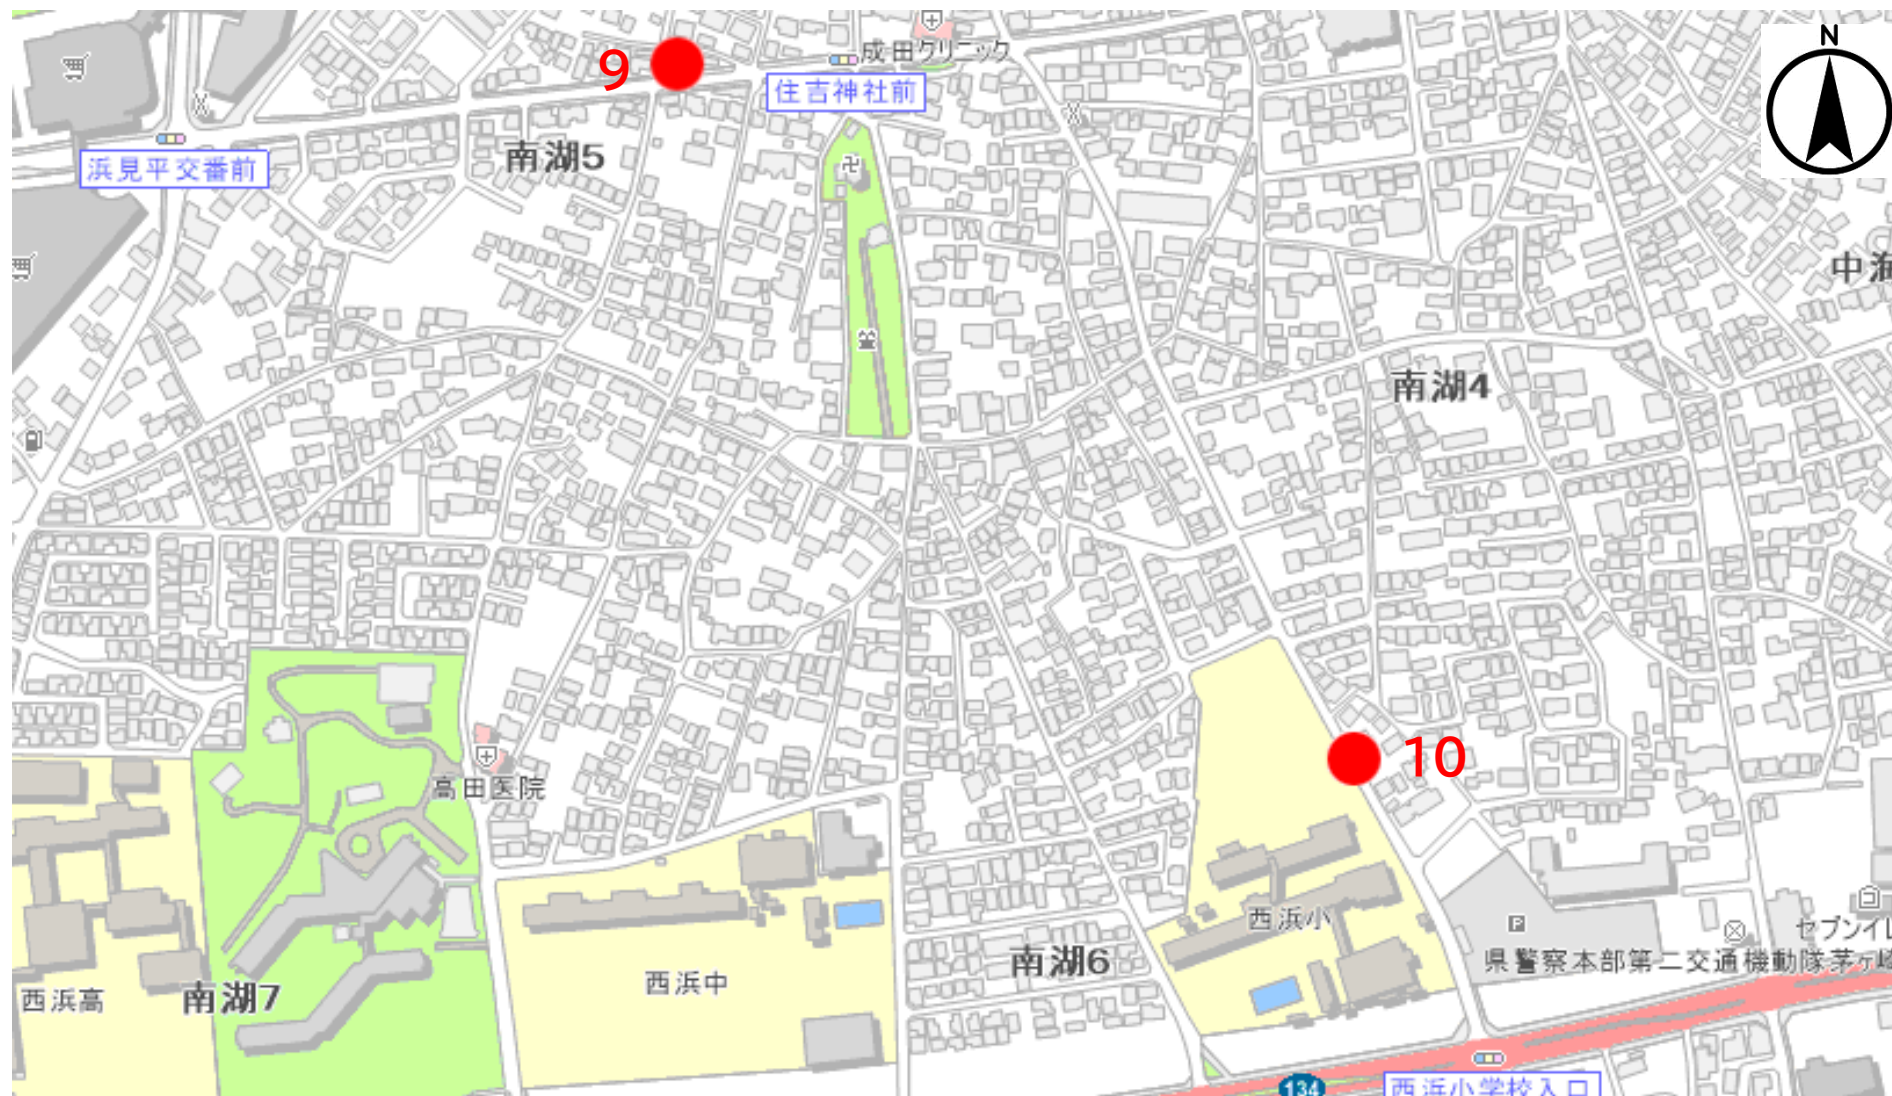 N
成田クリニック
9
住吉神社前
浜見平交番前
南湖5
中海
南湖4
10
高田医院
西浜小
セブンイレ
南湖6
県警察本部第二交通機動隊茅ヶ崎
西浜中
西浜高
南湖7
P
134
西浜小学校入口